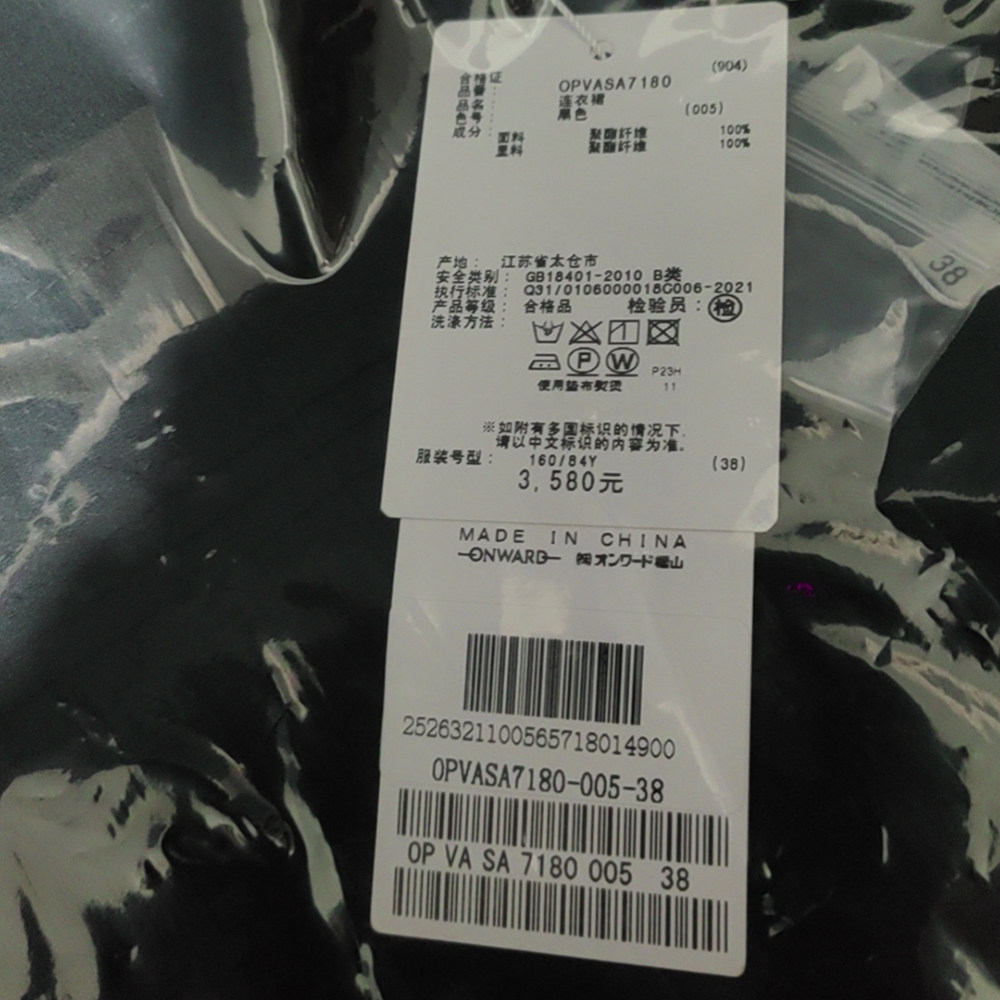 (904)
合格证
品番： OPVASA7180
品名： 连衣裙
色号： 黑色 (005)
成分： 面料 聚酯纤维 100%
里料 聚酯纤维 100%
产地： 江苏省太仓市
安全类别： GB18401-2010 B类
执行标准： Q31/0106000018C006-2021
产品等级： 合格品 检验员： 检
洗涤方法：
P W P23H
使用垫布熨烫 11
※如附有多国标识的情况下，
请以中文标识的内容为准。
服装号型： 160/84Y (38)
3,580元
MADE IN CHINA
ONWARD ㈱オンワード樫山
2526321100565718014900
OPVASA7180-005-38
OP VA SA 7180 005 38
38